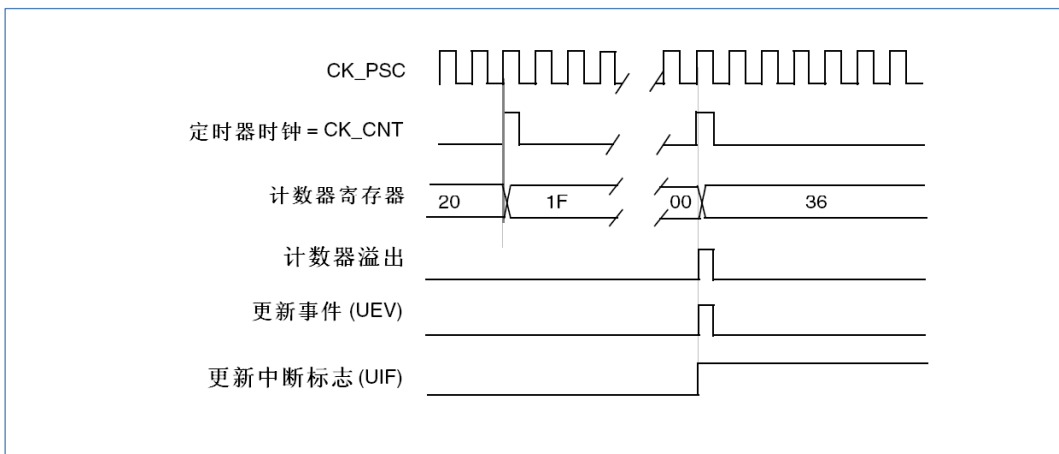 CK_PSC
定时器时钟 = CK_CNT
计数器寄存器 20 1F 00 36
计数器溢出
更新事件 (UEV)
更新中断标志 (UIF)